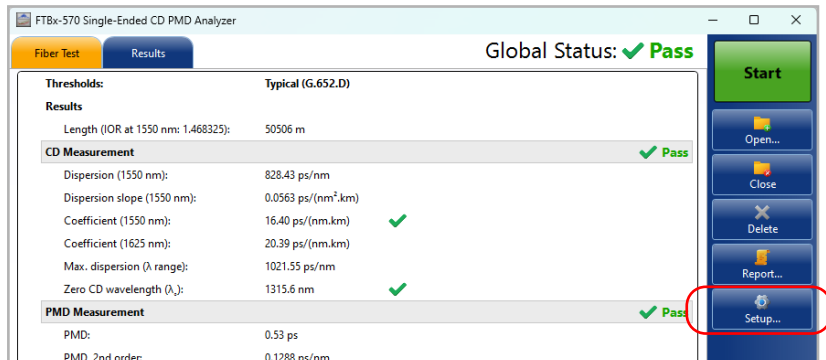 FTBx-570 Single-Ended CD PMD Analyzer
Fiber Test Results Global Status: Pass
Start
Thresholds: Typical (G.652.D)
Results
Length (IOR at 1550 nm: 1.468325): 50506 m
Open...
CD Measurement Pass
Dispersion (1550 nm): 828.43 ps/nm
Close
Dispersion slope (1550 nm): 0.0563 ps/(nm².km)
Coefficient (1550 nm): 16.40 ps/(nm.km)
Delete
Coefficient (1625 nm): 20.39 ps/(nm.km)
Max. dispersion (λ range): 1021.55 ps/nm
Report...
Zero CD wavelength (λ₀): 1315.6 nm
PMD Measurement Pass
Setup...
PMD: 0.53 ps
PMD 2nd order: 0.1288 ps/nm